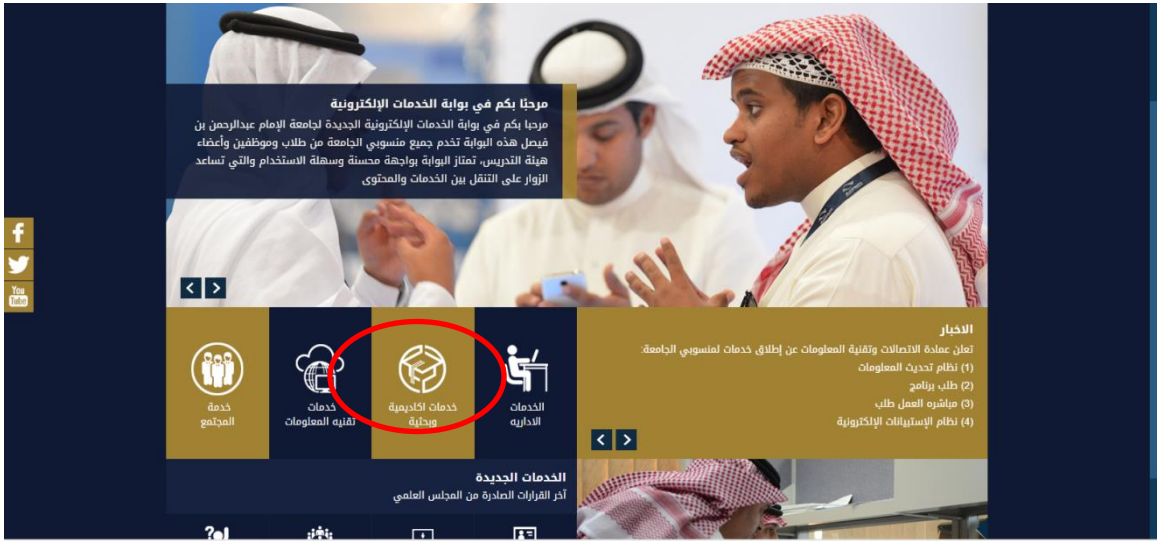 مرحبًا بكم في بوابة الخدمات الإلكترونية
مرحبا بكم في بوابة الخدمات الإلكترونية الجديدة لجامعة الإمام عبدالرحمن بن
فيصل هذه البوابة تخدم جميع منسوبي الجامعة من طلاب وموظفين وأعضاء
هيئة التدريس، تمتاز البوابة بواجهة محسنة وسهلة الاستخدام والتي تساعد
الزوار على التنقل بين الخدمات والمحتوى
You
Tube
الاخبار
تعلن عمادة الاتصالات وتقنية المعلومات عن إطلاق خدمات لمنسوبي الجامعة:
(1) نظام تحديث المعلومات
(2) طلب برنامج
(3) مباشره العمل طلب
(4) نظام الإستبيانات الإلكترونية
الخدمات
الاداريه
خدمات اكاديمية
وبحثية
خدمات
تقنيه المعلومات
خدمة
المجتمع
الخدمات الجديدة
آخر القرارات الصادرة من المجلس العلمي